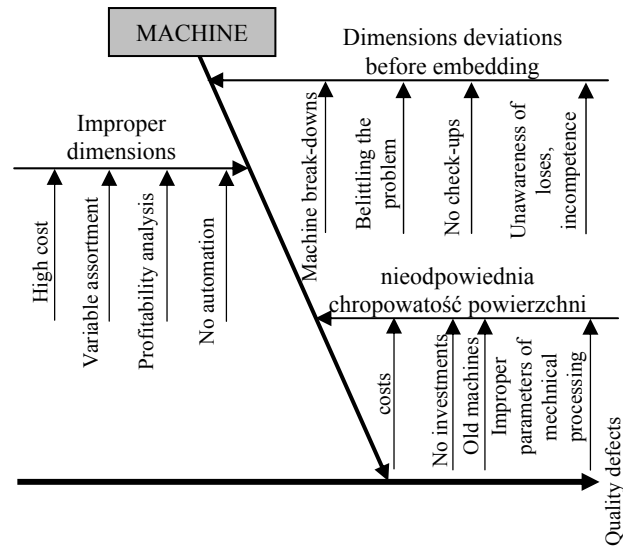 MACHINE
Dimensions deviations
before embedding
Improper
dimensions
Machine break-downs
Belittling the
problem
No check-ups
Unawareness of
loses,
incompetence
High cost
Variable assortment
Profitability analysis
No automation
nieodpowiednia
chropowatość powierzchni
costs
No investments
Old machines
Improper
parameters of
mechnical
processing
Quality defects